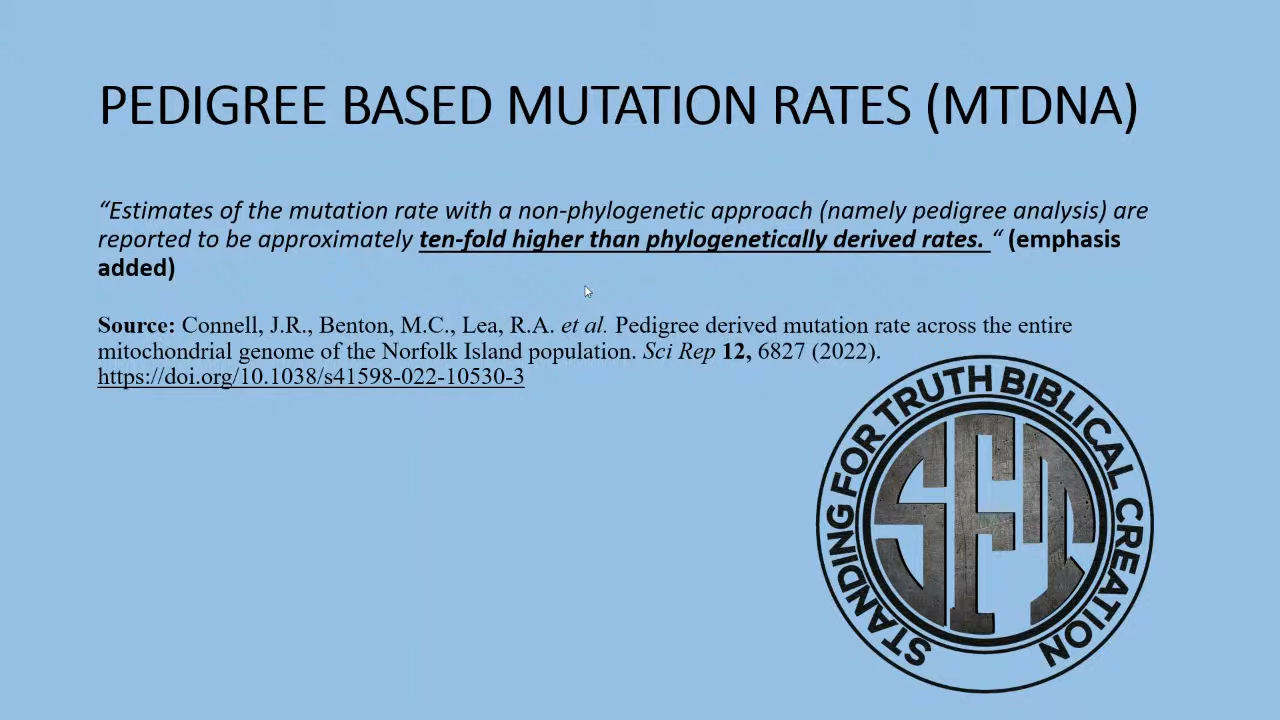 PEDIGREE BASED MUTATION RATES (MTDNA)
“Estimates of the mutation rate with a non-phylogenetic approach (namely pedigree analysis) are
reported to be approximately ten-fold higher than phylogenetically derived rates. “ (emphasis
added)
Source: Connell, J.R., Benton, M.C., Lea, R.A. et al. Pedigree derived mutation rate across the entire
mitochondrial genome of the Norfolk Island population. Sci Rep 12, 6827 (2022).
https://doi.org/10.1038/s41598-022-10530-3
STANDING FOR TRUTH BIBLICAL CREATION
SFT